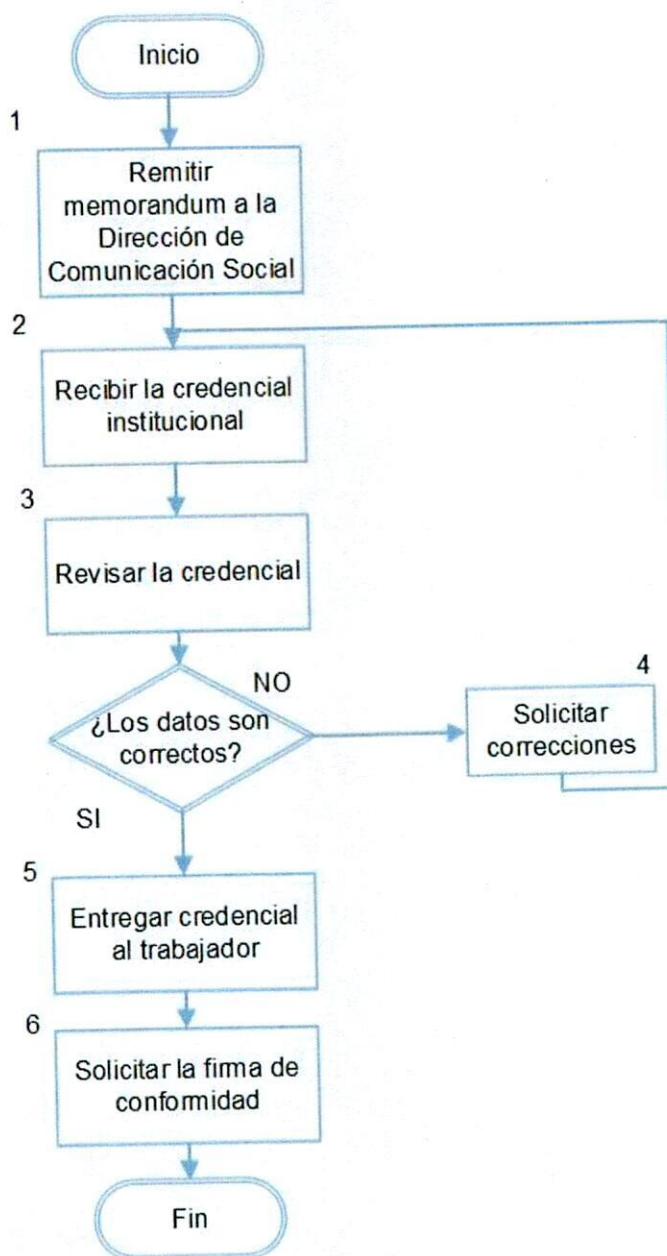 Inicio
1
Remitir
memorandum a la
Dirección de
Comunicación Social
2
Recibir la credencial
institucional
3
Revisar la credencial
NO
¿Los datos son
correctos?
4
Solicitar
correcciones
SI
5
Entregar credencial
al trabajador
6
Solicitar la firma de
conformidad
Fin